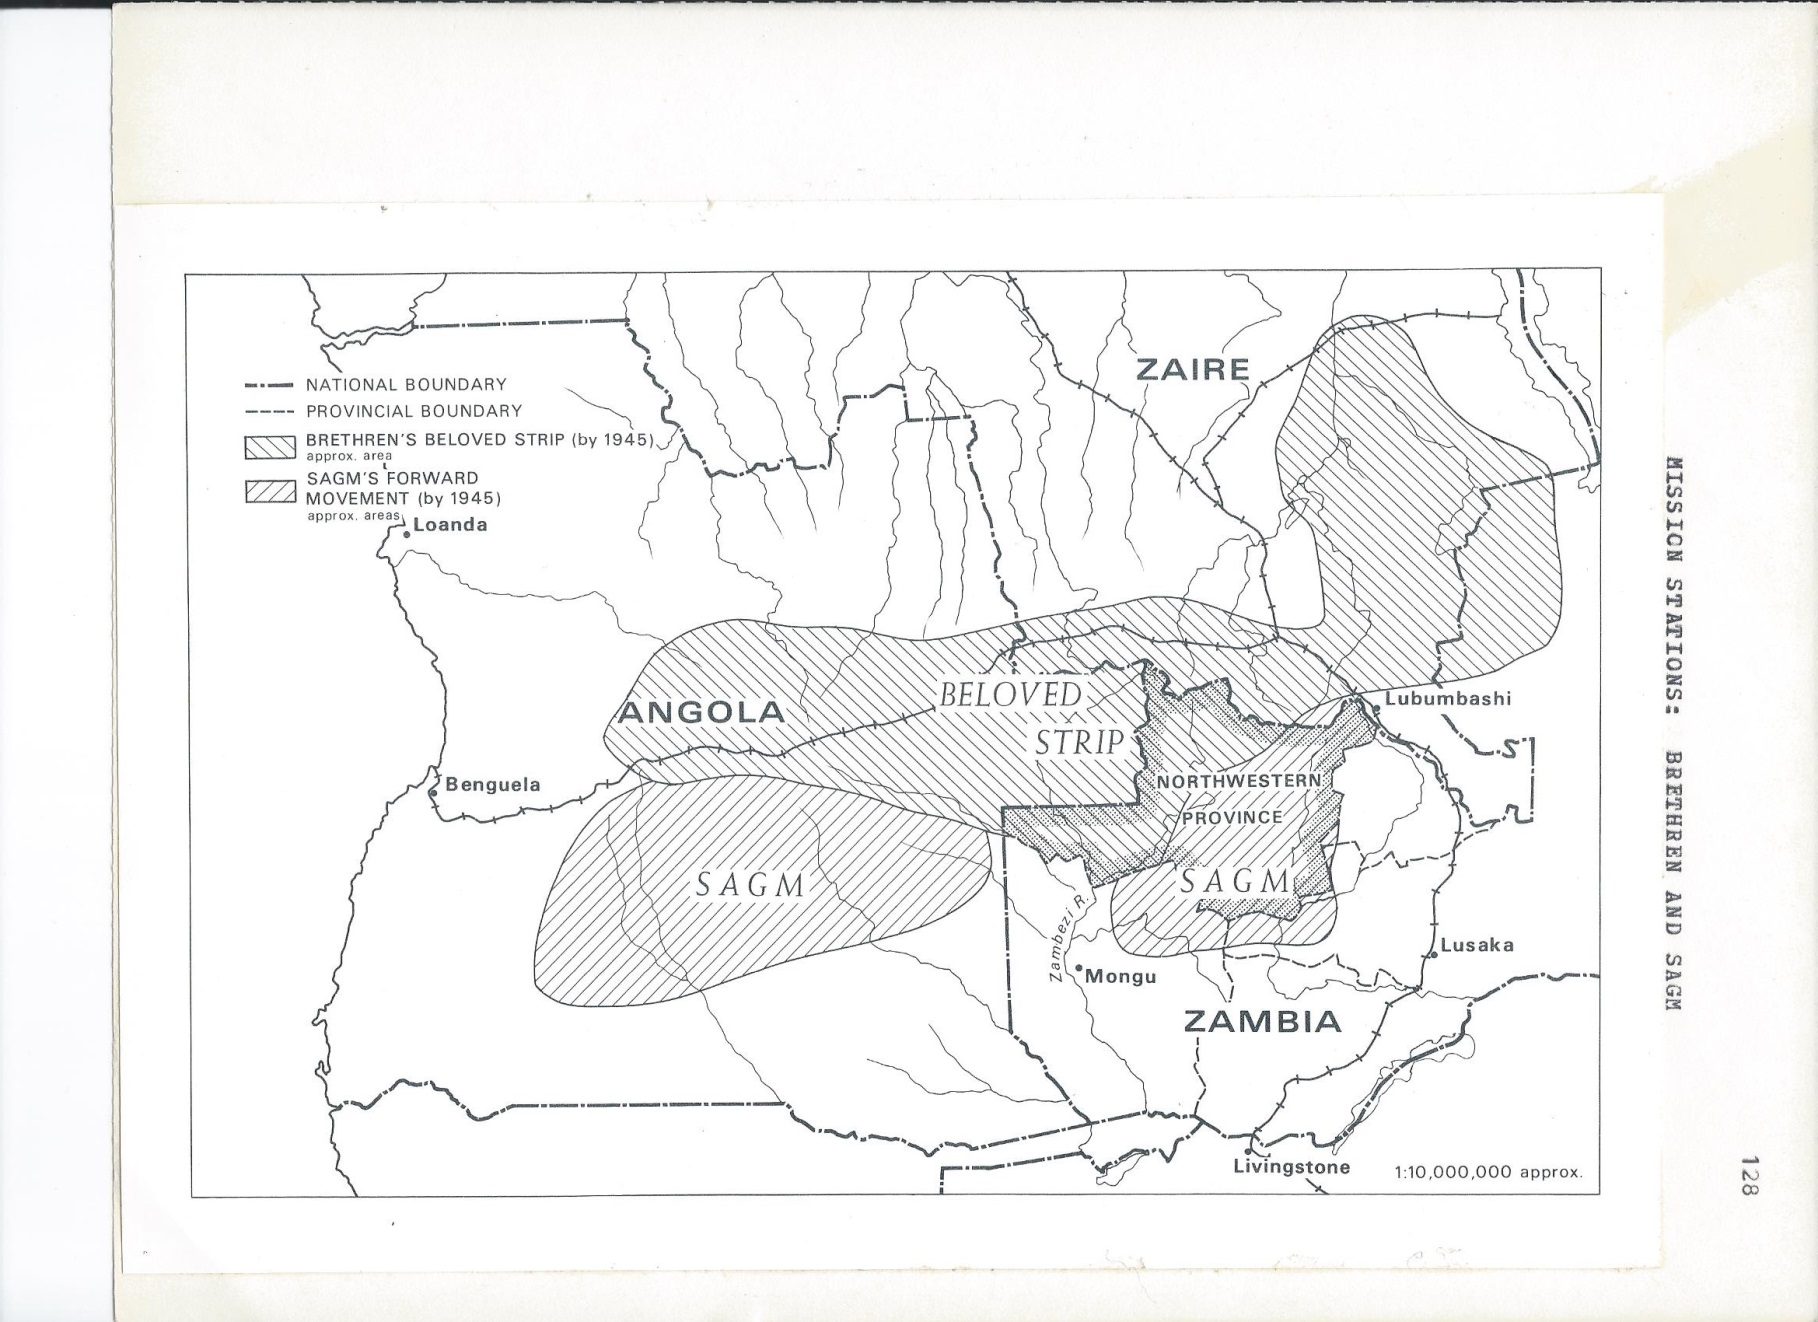 MISSION STATIONS: BRETHREN AND SAGM
NATIONAL BOUNDARY
PROVINCIAL BOUNDARY
BRETHREN'S BELOVED STRIP (by 1945)
approx. area
SAGM'S FORWARD
MOVEMENT (by 1945)
approx. areas
Loanda
ZAIRE
ANGOLA
BELOVED
STRIP
Lubumbashi
Benguela
NORTHWESTERN
PROVINCE
SAGM
SAGM
Zambezi R.
Mongu
Lusaka
ZAMBIA
Livingstone
1:10,000,000 approx.
128